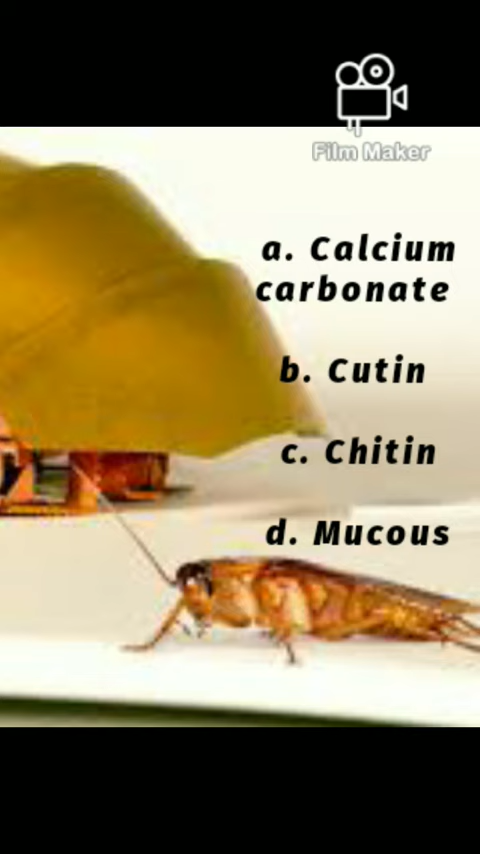 Film Maker
a. Calcium
carbonate
b. Cutin
c. Chitin
d. Mucous